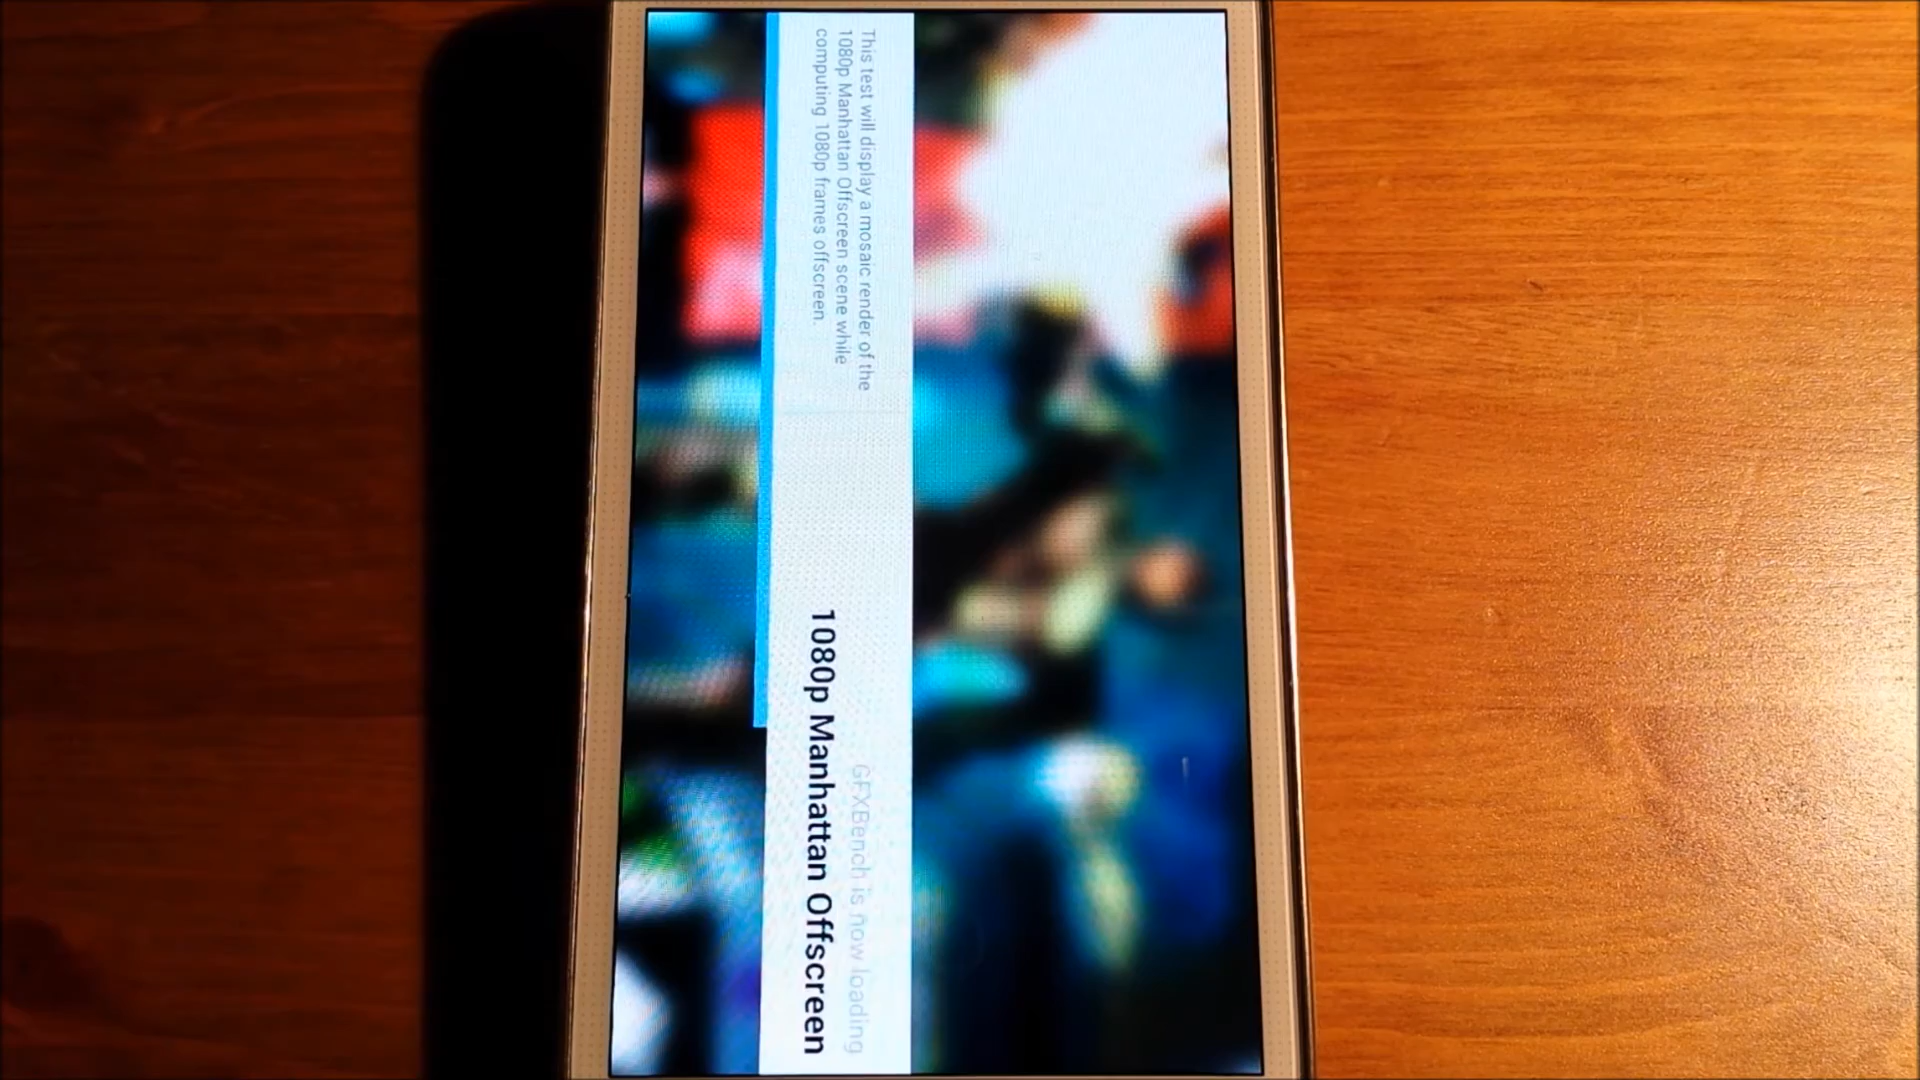 This test will display a mosaic render of the
1080p Manhattan Offscreen scene while
computing 1080p frames offscreen.
GFXBench is now loading
1080p Manhattan Offscreen